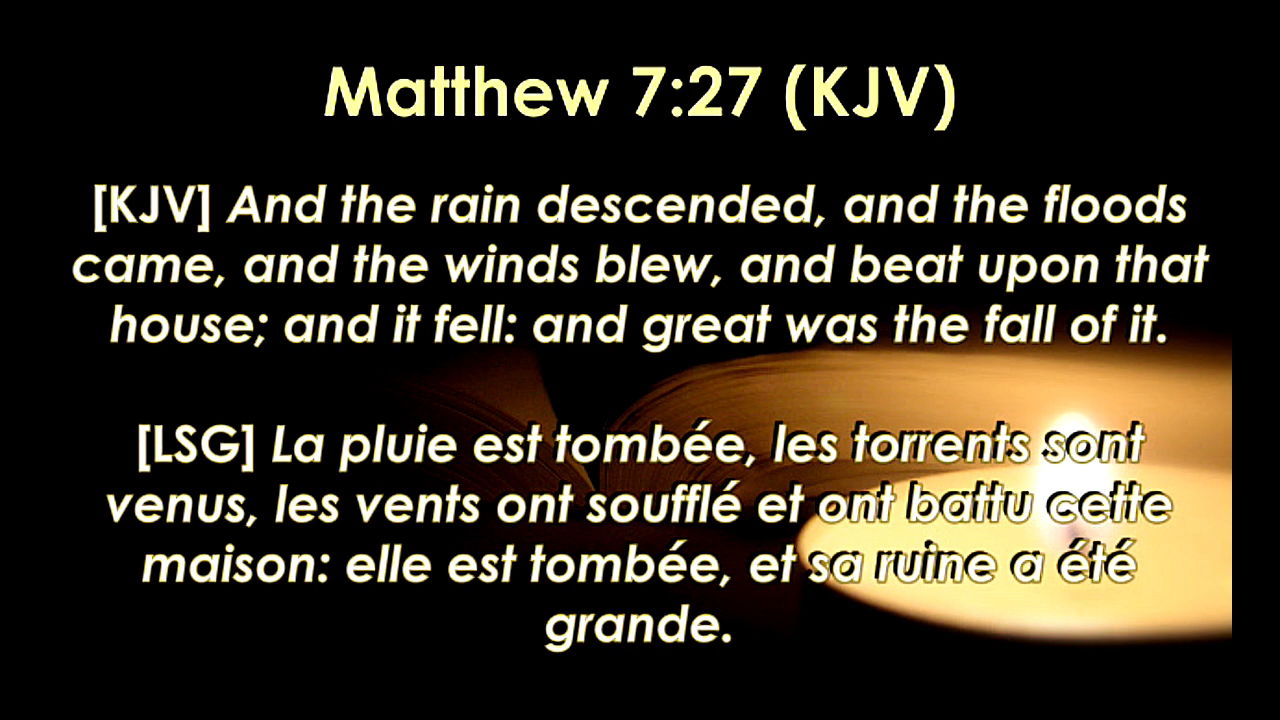 Matthew 7:27 (KJV)
[KJV] And the rain descended, and the floods
came, and the winds blew, and beat upon that
house; and it fell: and great was the fall of it.
[LSG] La pluie est tombée, les torrents sont
venus, les vents ont soufflé et ont battu cette
maison: elle est tombée, et sa ruine a été
grande.